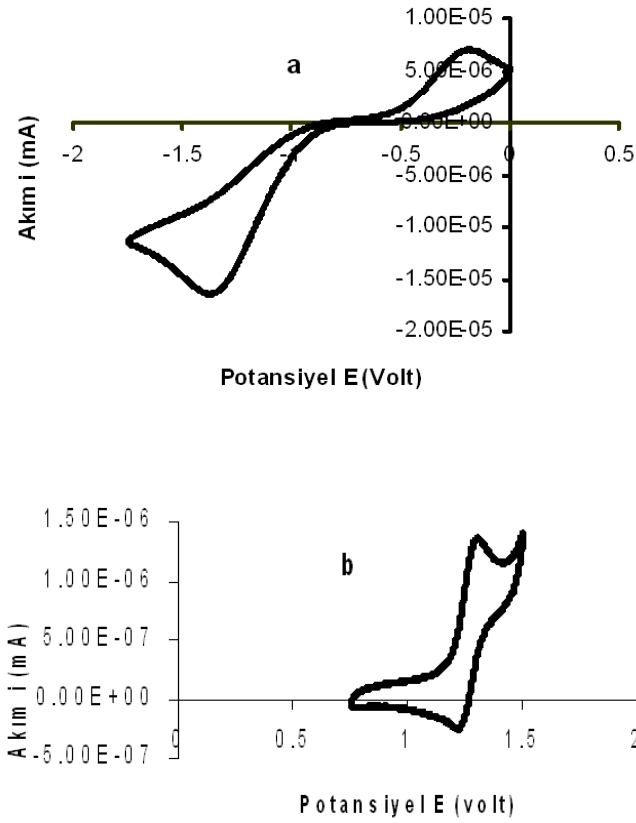 1.00E-05
a
5.00E-06
0.00E+00
-2 -1.5 -1 -0.5 0 0.5
-5.00E-06
-1.00E-05
-1.50E-05
-2.00E-05
Akım i (mA)
Potansiyel E (Volt)
1.50E-06
b
1.00E-06
5.00E-07
0.00E+00
0 0.5 1 1.5 2
-5.00E-07
Akım i (mA)
Potansiyel E (volt)